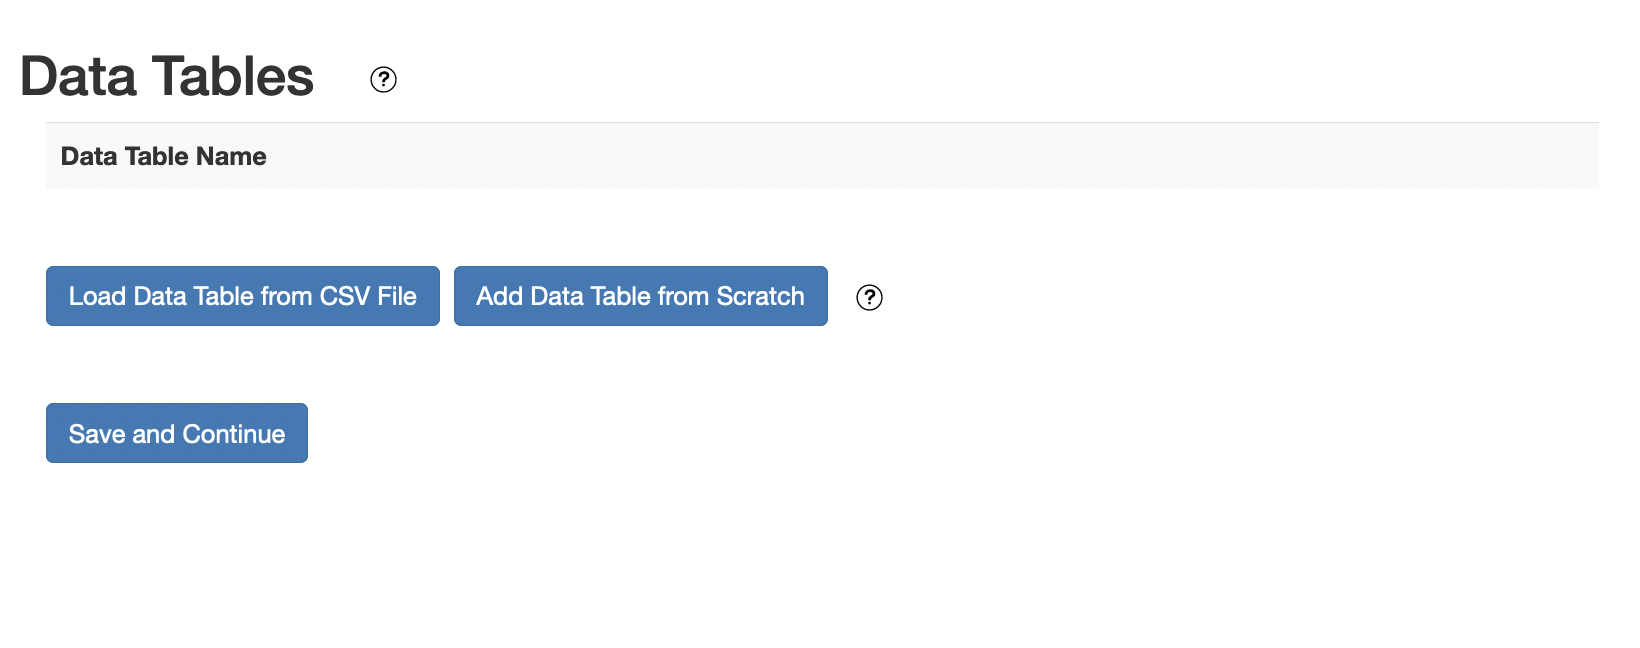 Data Tables ?
Data Table Name
Load Data Table from CSV File Add Data Table from Scratch ?
Save and Continue